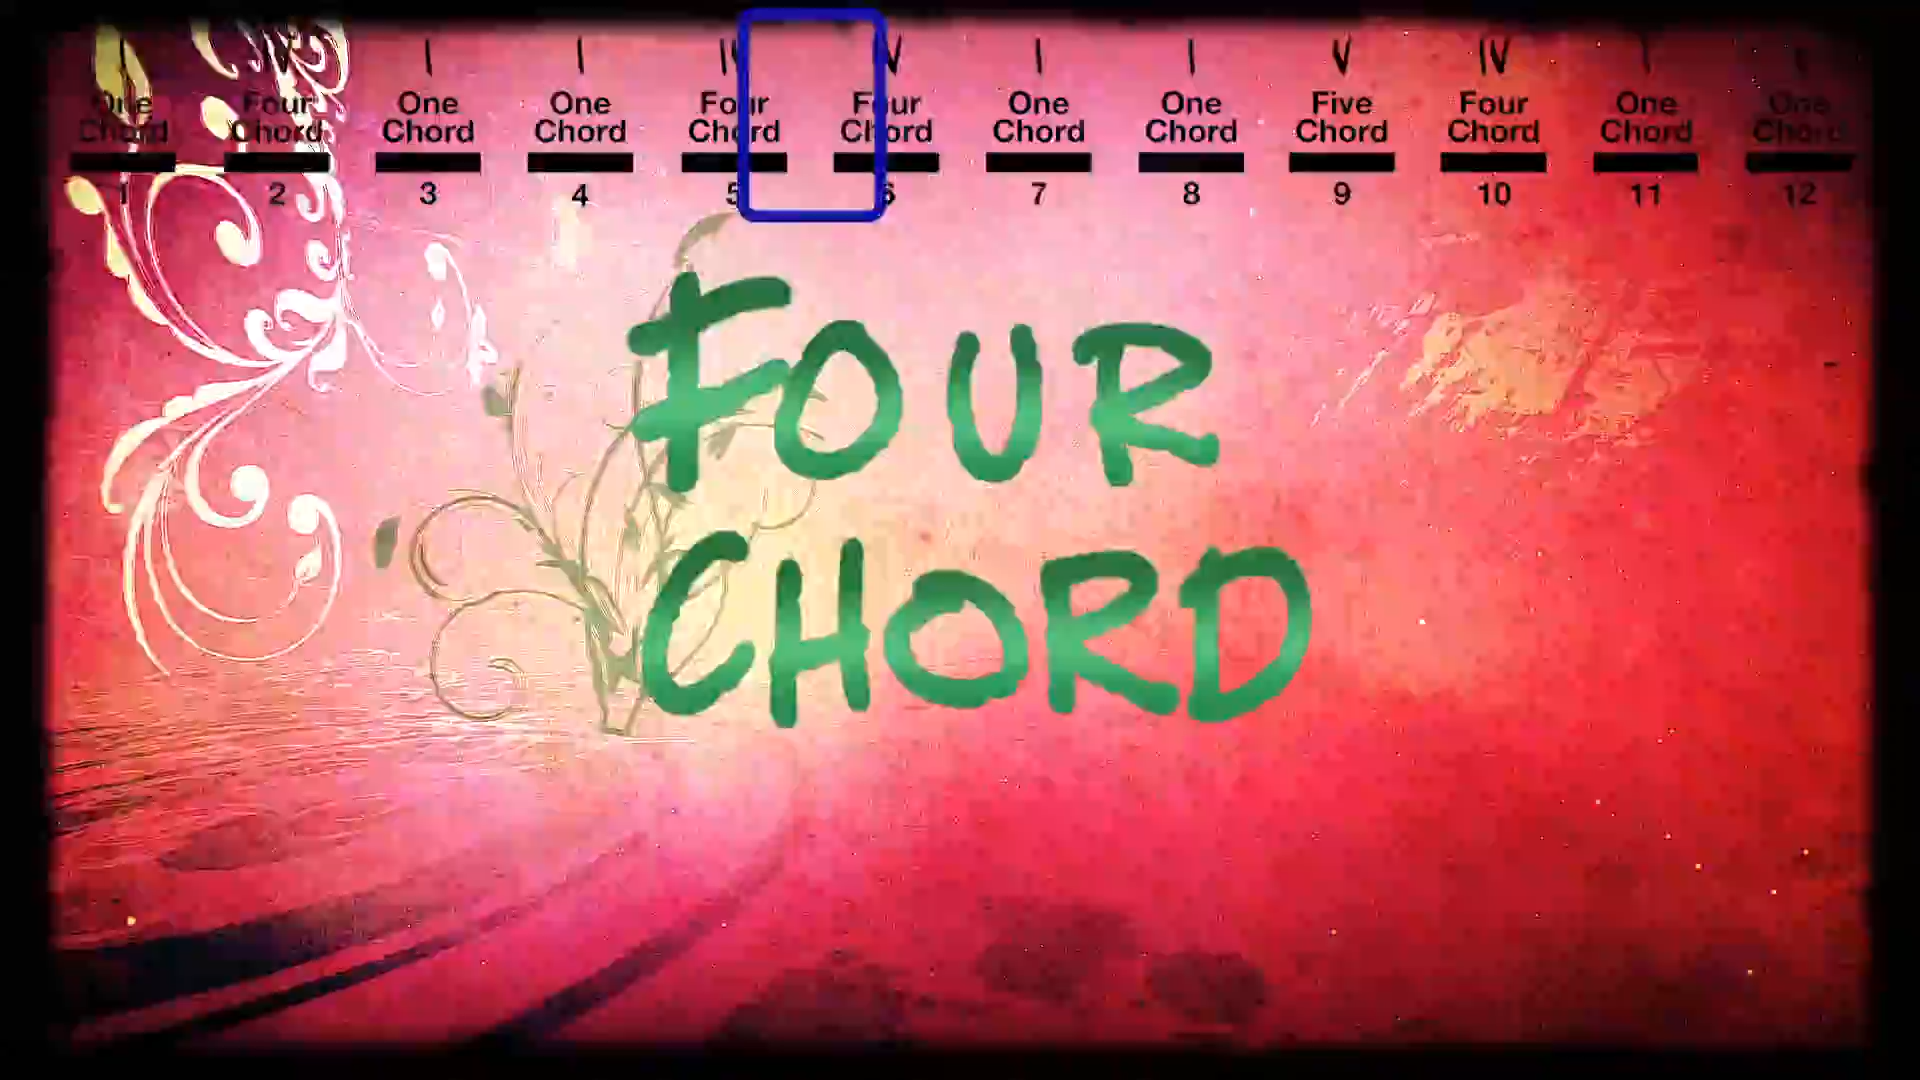 I IV I I IV IV I I V IV I I
One Four One One Four Four One One Five Four One One
Chord Chord Chord Chord Chord Chord Chord Chord Chord Chord Chord Chord
1 2 3 4 5 6 7 8 9 10 11 12
FOUR
CHORD